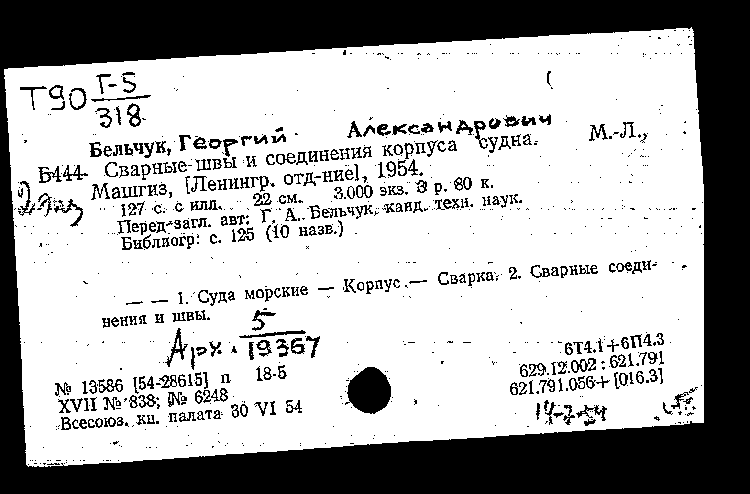 Т90 Г-5
318
Бельчук, Георгий Александрович
Б444 Сварные швы и соединения корпуса судна. М.-Л.,
2 экз Машгиз, [Ленингр. отд-ние], 1954.
127 с. с илл. 22 см. 3.000 экз. 3 р. 80 к.
Перед загл. авт: Г. А. Бельчук, канд. техн. наук.
Библиогр: с. 125 (10 назв.)
— — 1. Суда морские — Корпус — Сварка. 2. Сварные соеди-
нения и швы.
Арх. 5
19367
6Т4.1+6П4.3
№ 13586 [54-28615] п 18-5 629.12.002 : 621.791
XVII № 838; № 6248 621.791.056+[016.3]
Всесоюз. кн. палата 30 VI 54